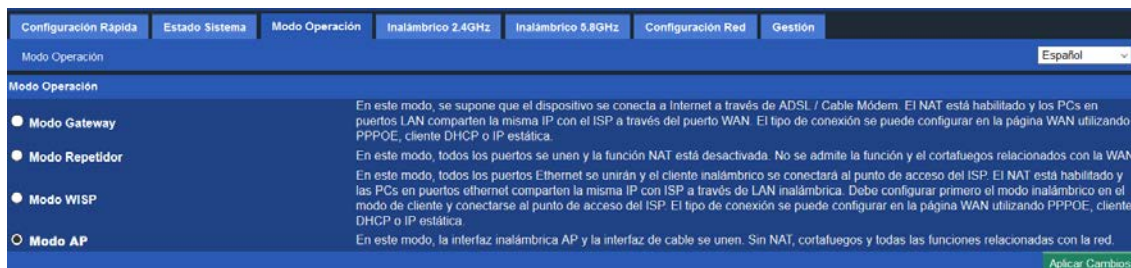 Configuración Rápida Estado Sistema Modo Operación Inalámbrico 2.4GHz Inalámbrico 5.8GHz Configuración Red Gestión
Modo Operación Español
Modo Operación
Modo Gateway
En este modo, se supone que el dispositivo se conecta a Internet a través de ADSL / Cable Módem. El NAT está habilitado y los PCs en
puertos LAN comparten la misma IP con el ISP a través del puerto WAN. El tipo de conexión se puede configurar en la página WAN utilizando
PPPOE, cliente DHCP o IP
estática.
Modo Repetidor
En este modo, todos los puertos se unen y la función NAT está desactivada. No se admite la función y el cortafuegos relacionados con la WAN
Modo WISP
En este modo, todos los puertos Ethernet se unirán y el cliente inalámbrico se conectará al punto de acceso del ISP. El NAT está habilitado y
las PCs en puertos ethernet comparten la misma IP con ISP a través de LAN inalámbrica. Debe configurar primero el modo inalámbrico en el
modo de cliente y conectarse al punto de acceso del ISP. El tipo de conexión se puede configurar en la página WAN utilizando PPPOE, cliente
DHCP o IP estática.
Modo AP
En este modo, la interfaz inalámbrica AP y la interfaz de cable se unen. Sin NAT, cortafuegos y todas las funciones relacionadas con la red.
Aplicar Cambios